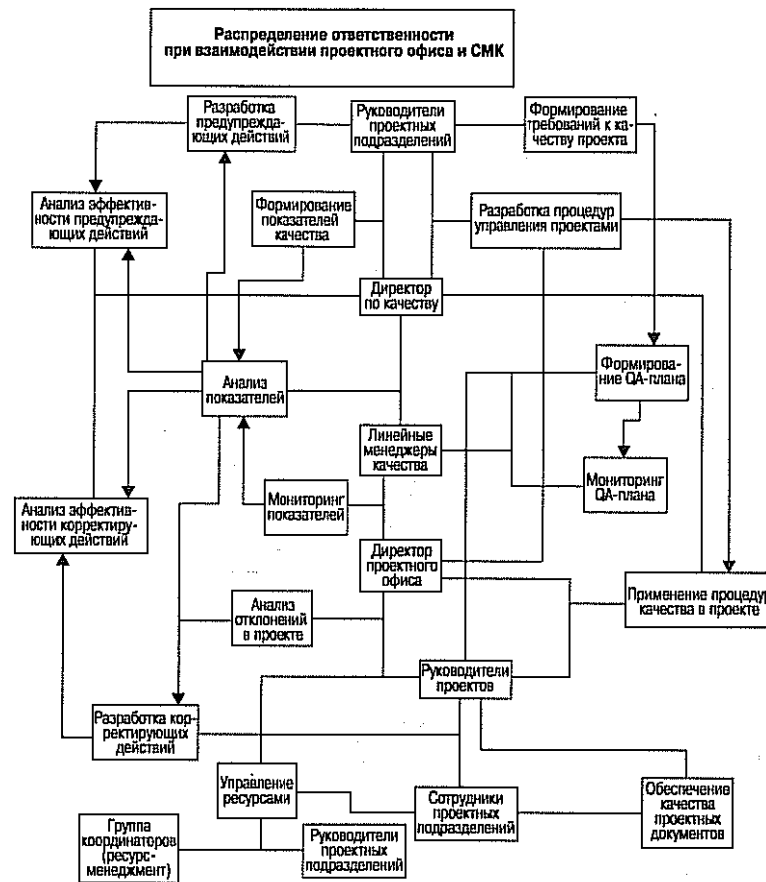 Распределение ответственности
при взаимодействии проектного офиса и СМК
Разработка
предупрежда-
ющих действий
Руководители
проектных
подразделений
Формирование
требований к ка-
честву проекта
Анализ эффектив-
ности предупрежда-
ющих действий
Формирование
показателей
качества
Разработка процедур
управления проектами
Директор
по качеству
Анализ
показателей
Формирова-
ние QA-плана
Линейные
менеджеры
качества
Мониторинг
QA-плана
Анализ эффектив-
ности корректиру-
ющих действий
Мониторинг
показателей
Директор
проектного
офиса
Применение процедур
качества в проекте
Анализ
отклонений
в проекте
Руководители
проектов
Разработка кор-
ректирующих
действий
Управление
ресурсами
Сотрудники
проектных
подразделений
Обеспечение
качества
проектных
документов
Группа
координаторов
(ресурс-
менеджмент)
Руководители
проектных
подразделений